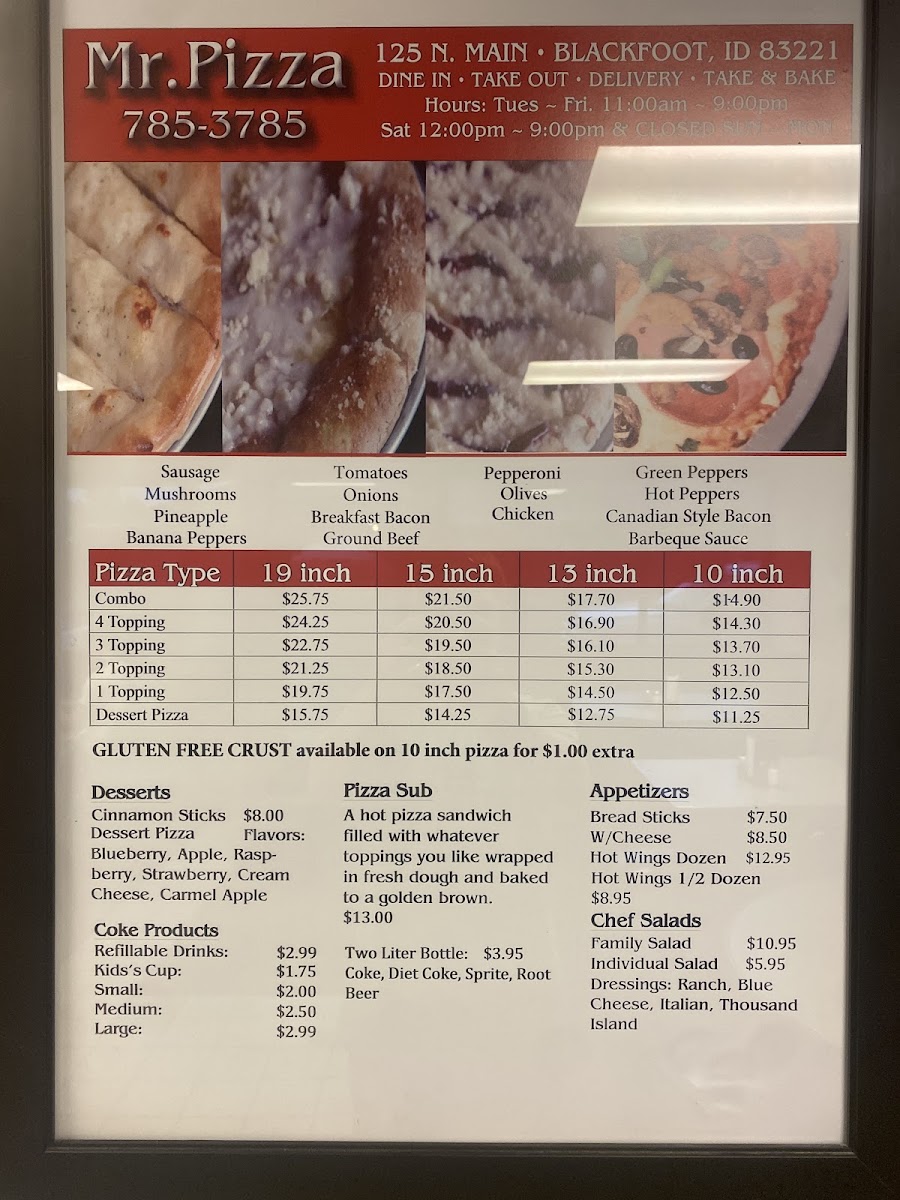 Mr.Pizza
785-3785
125 N. MAIN • BLACKFOOT, ID 83221
DINE IN • TAKE OUT • DELIVERY • TAKE & BAKE
Hours: Tues ~ Fri. 11:00am ~ 9:00pm
Sat 12:00pm ~ 9:00pm & CLOSED
Sausage
Mushrooms
Pineapple
Banana Peppers
Tomatoes
Onions
Breakfast Bacon
Ground Beef
Pepperoni
Olives
Chicken
Green Peppers
Hot Peppers
Canadian Style Bacon
Barbeque Sauce
Pizza Type 19 inch 15 inch 13 inch 10 inch
Combo $25.75 $21.50 $17.70 $14.90
4 Topping $24.25 $20.50 $16.90 $14.30
3 Topping $22.75 $19.50 $16.10 $13.70
2 Topping $21.25 $18.50 $15.30 $13.10
1 Topping $19.75 $17.50 $14.50 $12.50
Dessert Pizza $15.75 $14.25 $12.75 $11.25
GLUTEN FREE CRUST available on 10 inch pizza for $1.00 extra
Desserts
Cinnamon Sticks $8.00
Dessert Pizza Flavors:
Blueberry, Apple, Rasp-
berry, Strawberry, Cream
Cheese, Carmel Apple
Coke Products
Refillable Drinks: $2.99
Kids's Cup: $1.75
Small: $2.00
Medium: $2.50
Large: $2.99
Pizza Sub
A hot pizza sandwich
filled with whatever
toppings you like wrapped
in fresh dough and baked
to a golden brown.
$13.00
Two Liter Bottle: $3.95
Coke, Diet Coke, Sprite, Root
Beer
Appetizers
Bread Sticks $7.50
W/Cheese $8.50
Hot Wings Dozen $12.95
Hot Wings 1/2 Dozen
$8.95
Chef Salads
Family Salad $10.95
Individual Salad $5.95
Dressings: Ranch, Blue
Cheese, Italian, Thousand
Island